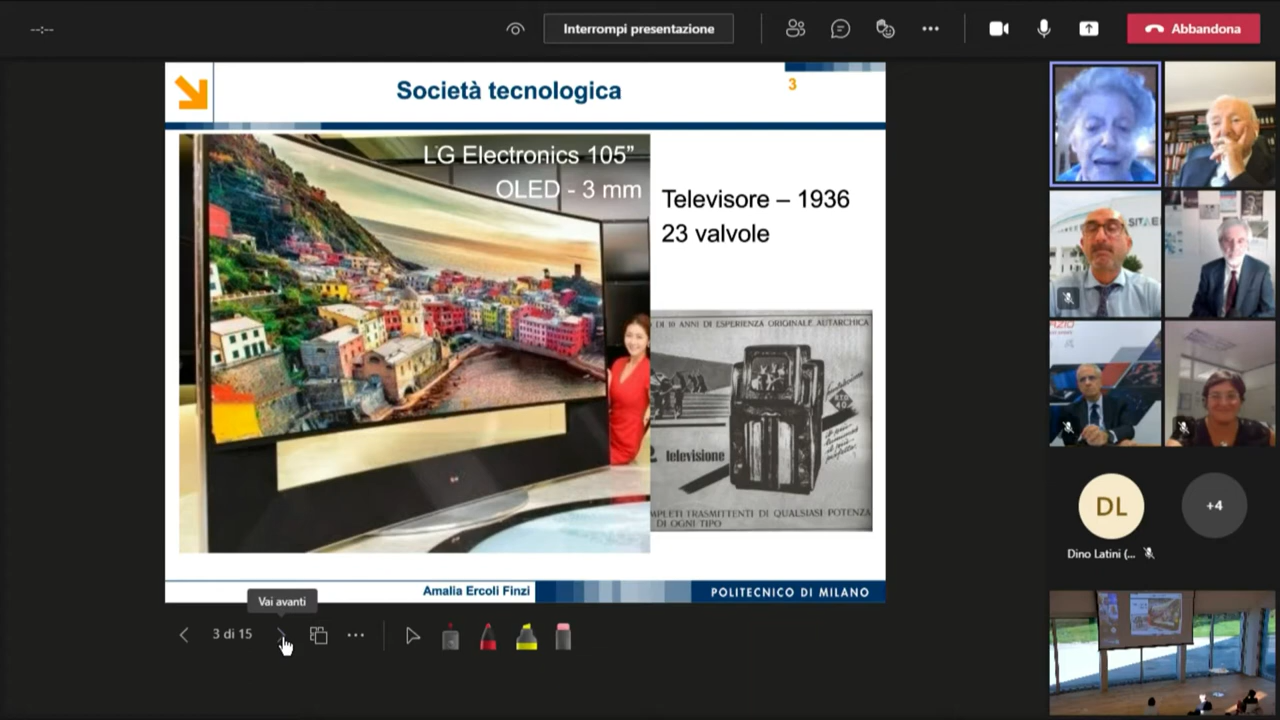 --:--
Interrompi presentazione
Abbandona
Società tecnologica
3
LG Electronics 105”
OLED - 3 mm
Televisore – 1936
23 valvole
DI 10 ANNI DI ESPERIENZA ORIGINALE AUTARCHICA
televisione
MPLETI TRASMITTENTI DI QUALSIASI POTENZA
DI OGNI TIPO
Amalia Ercoli Finzi
POLITECNICO DI MILANO
Vai avanti
3 di 15
SITAE
DL
+4
Dino Latini (...